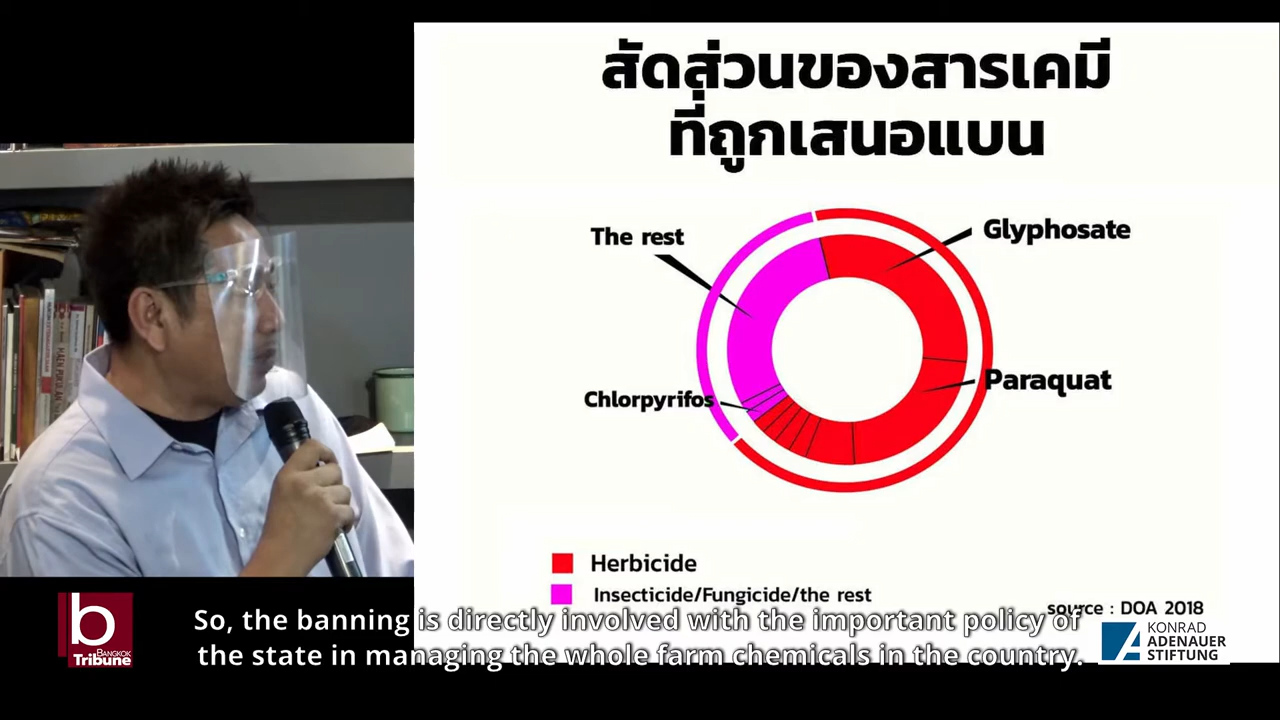 สัดส่วนของสารเคมี
ที่ถูกเสนอแบน
The rest
Glyphosate
Paraquat
Chlorpyrifos
Herbicide
Insecticide/Fungicide/the rest
source : DOA 2018
So, the banning is directly involved with the important policy of
the state in managing the whole farm chemicals in the country.
b
BANGKOK
Tribune
KONRAD
ADENAUER
STIFTUNG